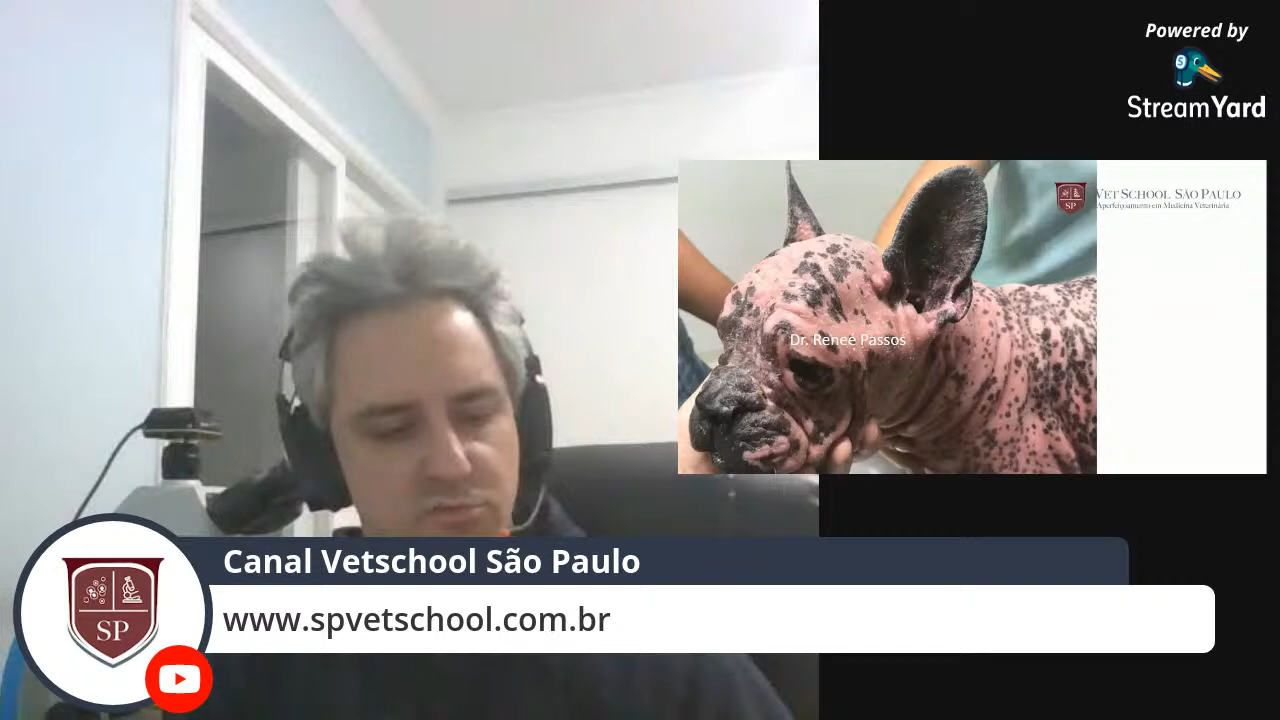 Powered by
StreamYard
VET SCHOOL SÃO PAULO
Aperfeiçoamento em Medicina Veterinária
SP
Dr. Renee Passos
Canal Vetschool São Paulo
www.spvetschool.com.br
SP